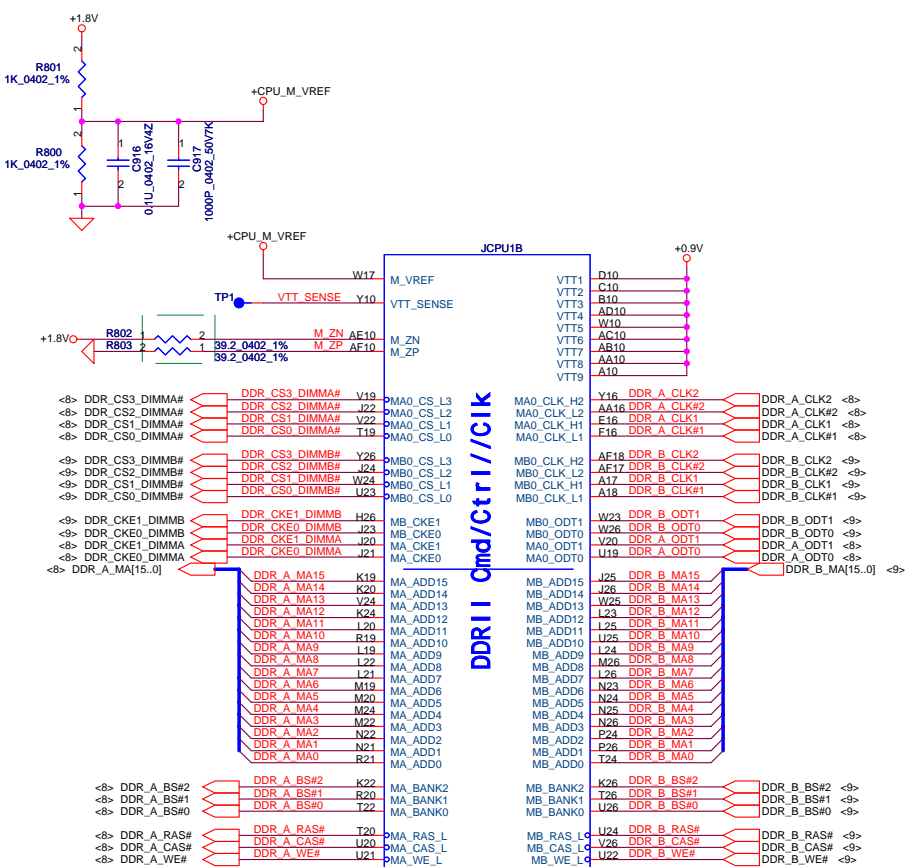 +1.8V
2
R801
1K_0402_1%
1
+CPU_M_VREF
2
R800
1K_0402_1%
1
1
C916
2
0.1U_0402_16V4Z
1
C917
2
1000P_0402_50V7K
+CPU_M_VREF
JCPU1B
+0.9V
W17 M_VREF
TP1 VTT_SENSE Y10 VTT_SENSE
+1.8V R802 1 2 M_ZN AE10 M_ZN
39.2_0402_1%
R803 2 1 M_ZP AF10 M_ZP
39.2_0402_1%
VTT1 D10
VTT2 C10
VTT3 B10
VTT4 AD10
VTT5 W10
VTT6 AC10
VTT7 AB10
VTT8 AA10
VTT9 A10
DDRII Cmd/Ctrl//Clk
<8> DDR_CS3_DIMMA# DDR_CS3_DIMMA# V19 MA0_CS_L3 MA0_CLK_H2 Y16 DDR_A_CLK2 DDR_A_CLK2 <8>
<8> DDR_CS2_DIMMA# DDR_CS2_DIMMA# J22 MA0_CS_L2 MA0_CLK_L2 AA16 DDR_A_CLK#2 DDR_A_CLK#2 <8>
<8> DDR_CS1_DIMMA# DDR_CS1_DIMMA# V22 MA0_CS_L1 MA0_CLK_H1 E16 DDR_A_CLK1 DDR_A_CLK1 <8>
<8> DDR_CS0_DIMMA# DDR_CS0_DIMMA# T19 MA0_CS_L0 MA0_CLK_L1 F16 DDR_A_CLK#1 DDR_A_CLK#1 <8>
<9> DDR_CS3_DIMMB# DDR_CS3_DIMMB# Y26 MB0_CS_L3 MB0_CLK_H2 AF18 DDR_B_CLK2 DDR_B_CLK2 <9>
<9> DDR_CS2_DIMMB# DDR_CS2_DIMMB# J24 MB0_CS_L2 MB0_CLK_L2 AF17 DDR_B_CLK#2 DDR_B_CLK#2 <9>
<9> DDR_CS1_DIMMB# DDR_CS1_DIMMB# W24 MB0_CS_L1 MB0_CLK_H1 A17 DDR_B_CLK1 DDR_B_CLK1 <9>
<9> DDR_CS0_DIMMB# DDR_CS0_DIMMB# U23 MB0_CS_L0 MB0_CLK_L1 A18 DDR_B_CLK#1 DDR_B_CLK#1 <9>
<9> DDR_CKE1_DIMMB DDR_CKE1_DIMMB H26 MB_CKE1 MB0_ODT1 W23 DDR_B_ODT1 DDR_B_ODT1 <9>
<9> DDR_CKE0_DIMMB DDR_CKE0_DIMMB J23 MB_CKE0 MB0_ODT0 W26 DDR_B_ODT0 DDR_B_ODT0 <9>
<8> DDR_CKE1_DIMMA DDR_CKE1_DIMMA J20 MA_CKE1 MA0_ODT1 V20 DDR_A_ODT1 DDR_A_ODT1 <8>
<8> DDR_CKE0_DIMMA DDR_CKE0_DIMMA J21 MA_CKE0 MA0_ODT0 U19 DDR_A_ODT0 DDR_A_ODT0 <8>
<8> DDR_A_MA[15..0] DDR_B_MA[15..0] <9>
DDR_A_MA15 K19 MA_ADD15 MB_ADD15 J25 DDR_B_MA15
DDR_A_MA14 K20 MA_ADD14 MB_ADD14 J26 DDR_B_MA14
DDR_A_MA13 V24 MA_ADD13 MB_ADD13 W25 DDR_B_MA13
DDR_A_MA12 K24 MA_ADD12 MB_ADD12 L23 DDR_B_MA12
DDR_A_MA11 L20 MA_ADD11 MB_ADD11 L25 DDR_B_MA11
DDR_A_MA10 R19 MA_ADD10 MB_ADD10 U25 DDR_B_MA10
DDR_A_MA9 L19 MA_ADD9 MB_ADD9 L24 DDR_B_MA9
DDR_A_MA8 L22 MA_ADD8 MB_ADD8 M26 DDR_B_MA8
DDR_A_MA7 L21 MA_ADD7 MB_ADD7 L26 DDR_B_MA7
DDR_A_MA6 M19 MA_ADD6 MB_ADD6 N23 DDR_B_MA6
DDR_A_MA5 M20 MA_ADD5 MB_ADD5 N24 DDR_B_MA5
DDR_A_MA4 M24 MA_ADD4 MB_ADD4 N25 DDR_B_MA4
DDR_A_MA3 M22 MA_ADD3 MB_ADD3 N26 DDR_B_MA3
DDR_A_MA2 N22 MA_ADD2 MB_ADD2 P24 DDR_B_MA2
DDR_A_MA1 N21 MA_ADD1 MB_ADD1 P26 DDR_B_MA1
DDR_A_MA0 R21 MA_ADD0 MB_ADD0 T24 DDR_B_MA0
<8> DDR_A_BS#2 DDR_A_BS#2 K22 MA_BANK2 MB_BANK2 K26 DDR_B_BS#2 DDR_B_BS#2 <9>
<8> DDR_A_BS#1 DDR_A_BS#1 R20 MA_BANK1 MB_BANK1 T26 DDR_B_BS#1 DDR_B_BS#1 <9>
<8> DDR_A_BS#0 DDR_A_BS#0 T22 MA_BANK0 MB_BANK0 U26 DDR_B_BS#0 DDR_B_BS#0 <9>
<8> DDR_A_RAS# DDR_A_RAS# T20 MA_RAS_L MB_RAS_L U24 DDR_B_RAS# DDR_B_RAS# <9>
<8> DDR_A_CAS# DDR_A_CAS# U20 MA_CAS_L MB_CAS_L V26 DDR_B_CAS# DDR_B_CAS# <9>
<8> DDR_A_WE# DDR_A_WE# U21 MA_WE_L MB_WE_L U22 DDR_B_WE# DDR_B_WE# <9>